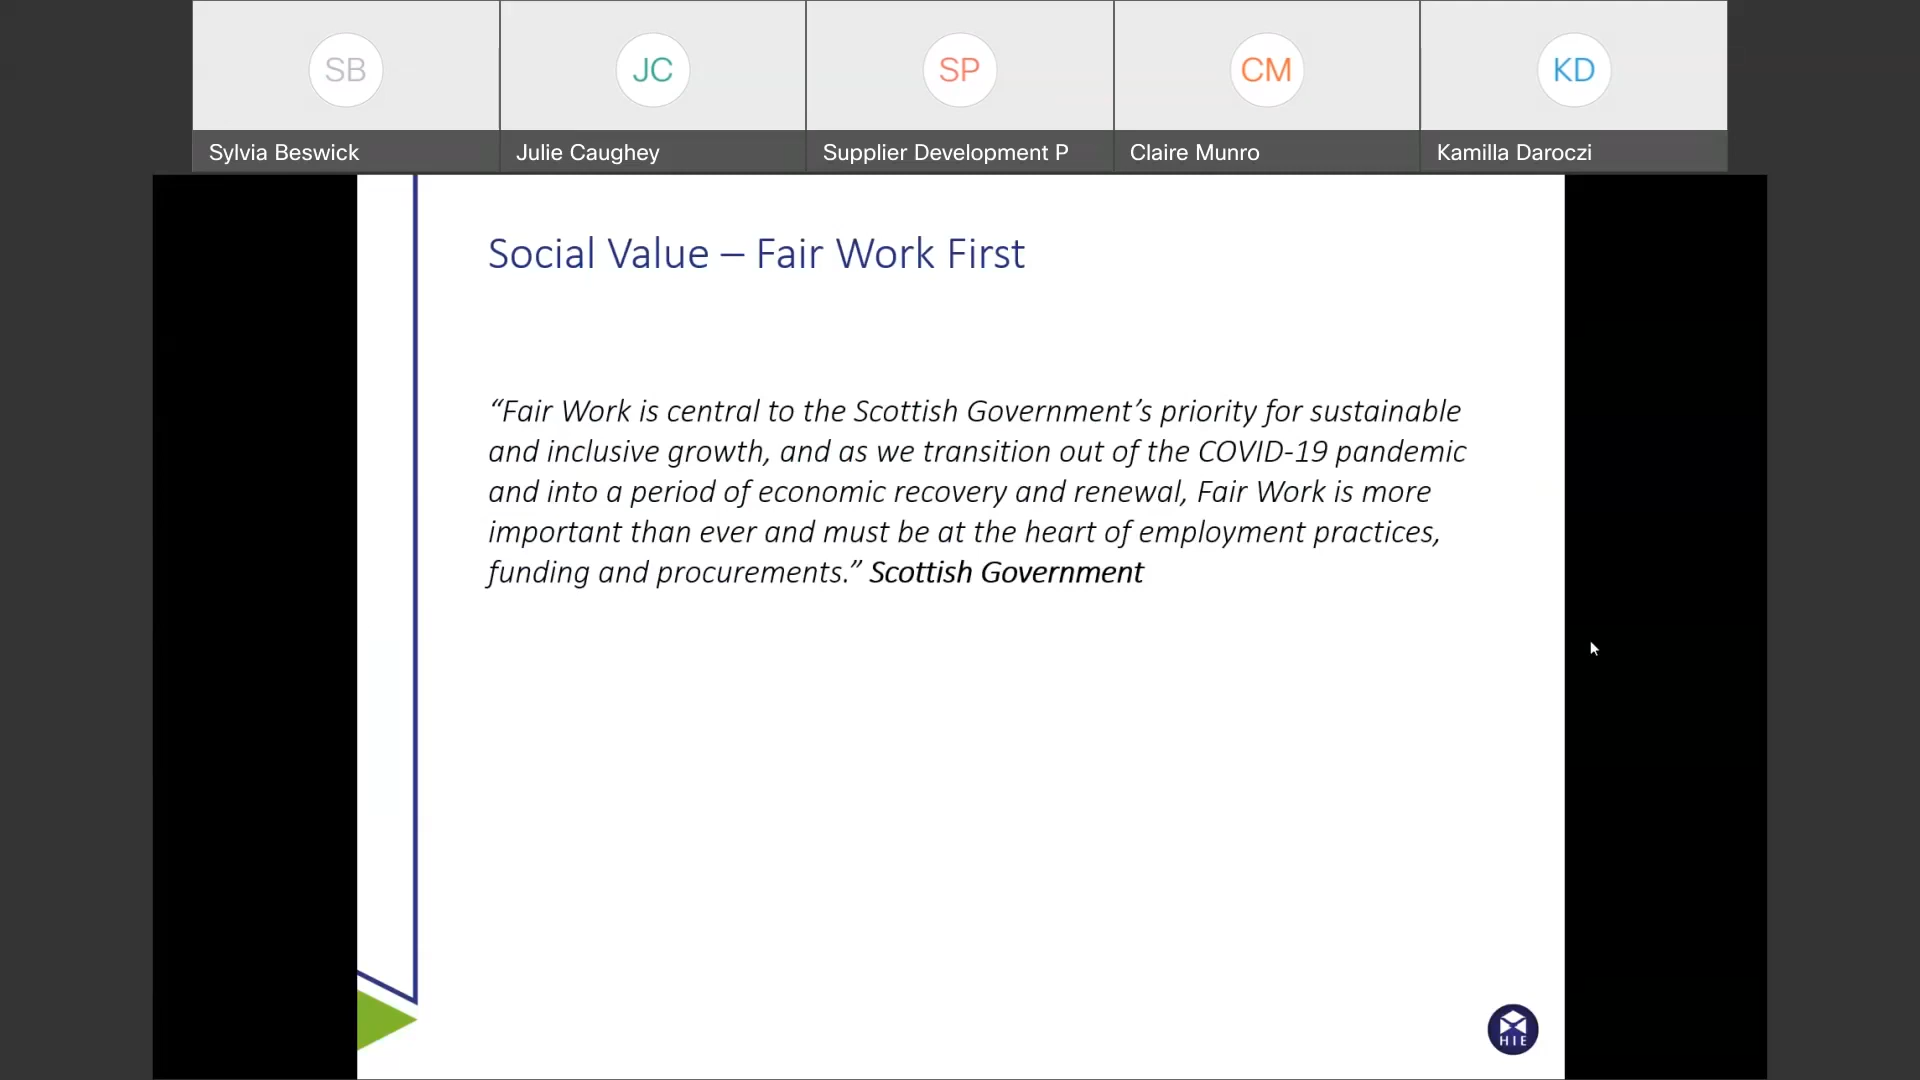 SB
JC
SP
CM
KD
Sylvia Beswick
Julie Caughey
Supplier Development P
Claire Munro
Kamilla Daroczi
Social Value – Fair Work First
“Fair Work is central to the Scottish Government’s priority for sustainable
and inclusive growth, and as we transition out of the COVID-19 pandemic
and into a period of economic recovery and renewal, Fair Work is more
important than ever and must be at the heart of employment practices,
funding and procurements.” Scottish Government
HIE